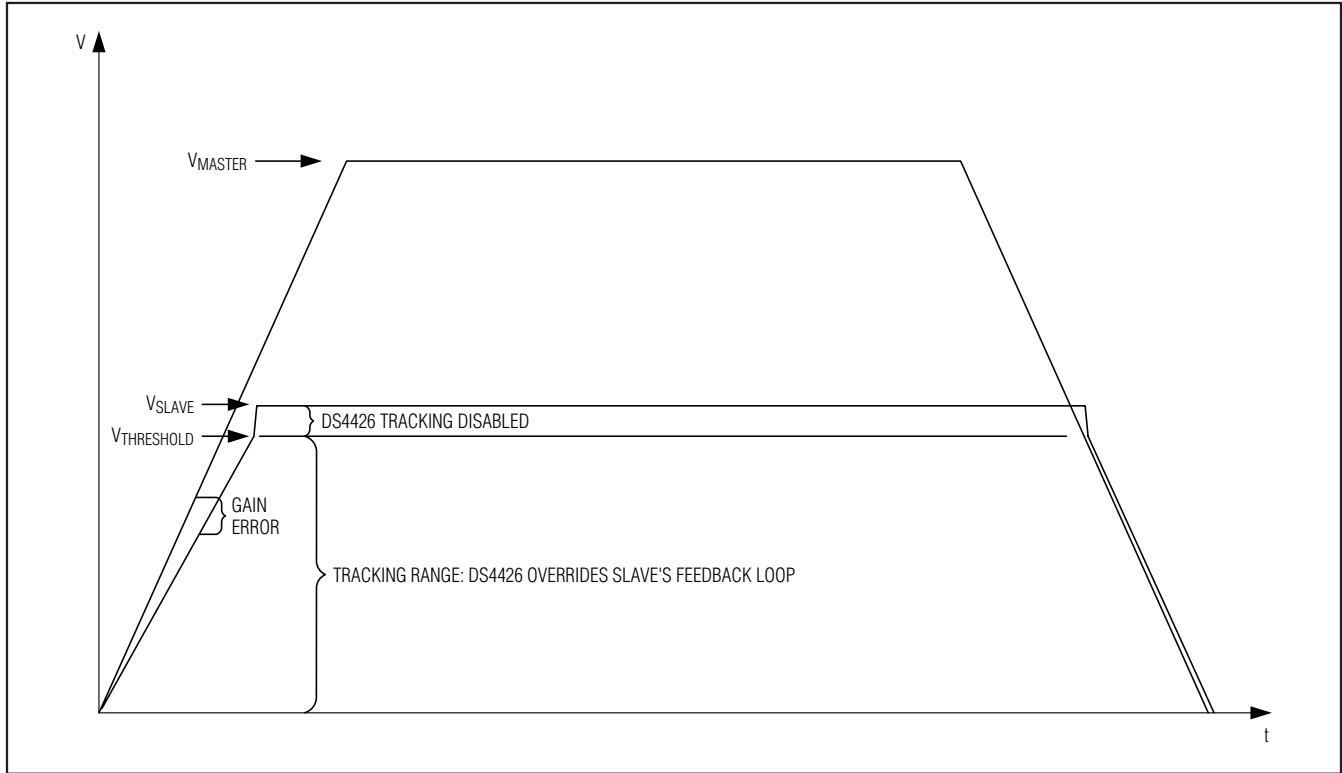 V
VMASTER
VSLAVE
DS4426 TRACKING DISABLED
VTHRESHOLD
GAIN
ERROR
TRACKING RANGE: DS4426 OVERRIDES SLAVE'S FEEDBACK LOOP
t